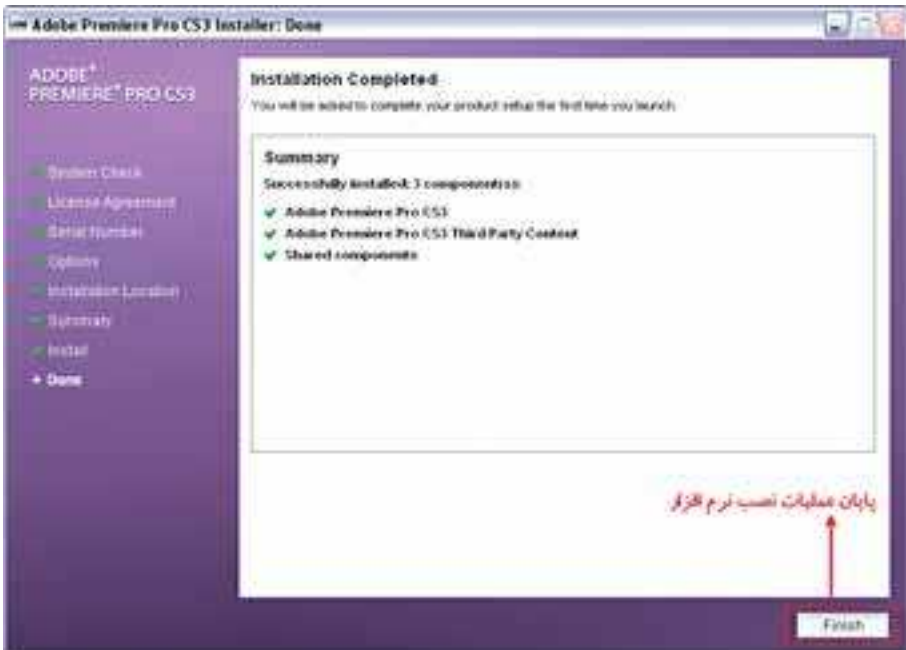 Adobe Premiere Pro CS3 Installer: Done
ADOBE®
PREMIERE® PRO CS3
System Check
License Agreement
Serial Number
Options
Installation Location
Summary
Install
Done
Installation Completed
You will be asked to complete your product setup the first time you launch.
Summary
Successfully installed: 3 component(s):
Adobe Premiere Pro CS3
Adobe Premiere Pro CS3 Third Party Content
Shared components
پایان عملیات نصب نرم افزار
Finish